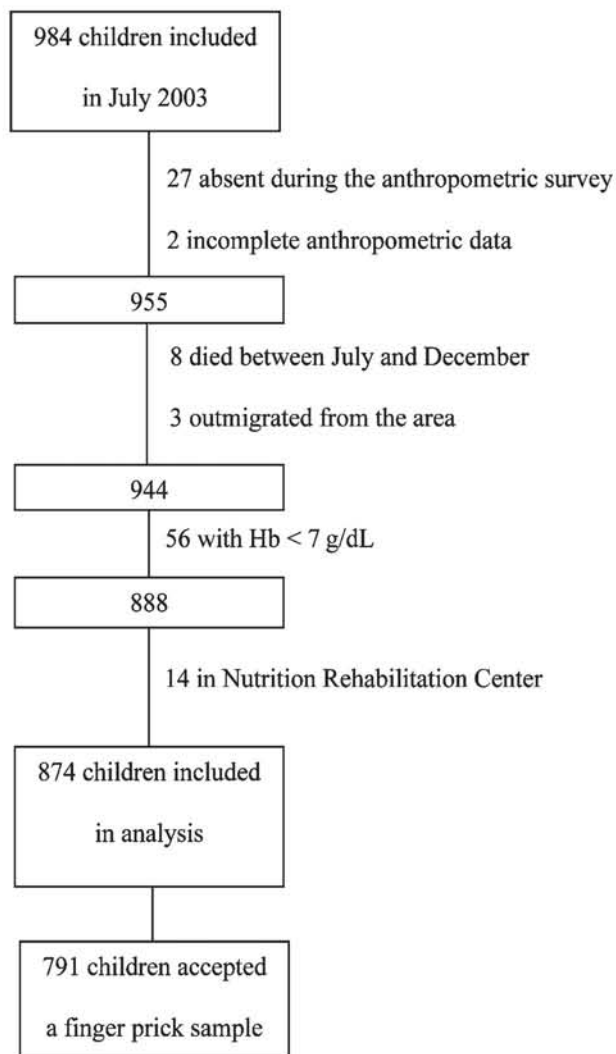 984 children included
in July 2003
27 absent during the anthropometric survey
2 incomplete anthropometric data
955
8 died between July and December
3 outmigrated from the area
944
56 with Hb < 7 g/dL
888
14 in Nutrition Rehabilitation Center
874 children included
in analysis
791 children accepted
a finger prick sample